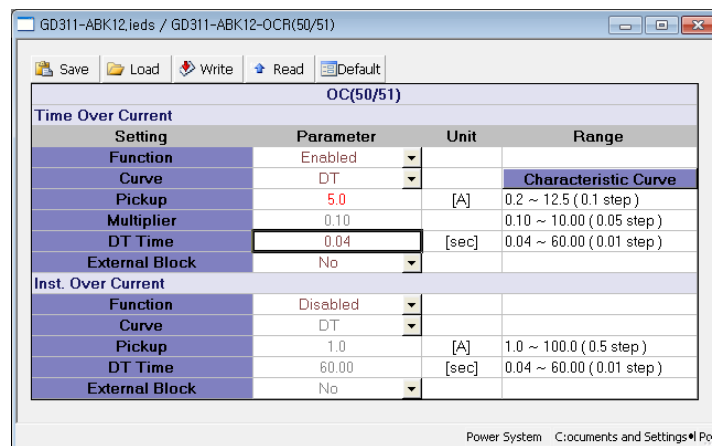 GD311-ABK12.ieds / GD311-ABK12-OCR(50/51)
Save Load Write Read Default
OC(50/51)
Time Over Current
Setting Parameter Unit Range
Function Enabled
Curve DT Characteristic Curve
Pickup 5.0 [A] 0.2 ~ 12.5 ( 0.1 step )
Multiplier 0.10 0.10 ~ 10.00 ( 0.05 step )
DT Time 0.04 [sec] 0.04 ~ 60.00 ( 0.01 step )
External Block No
Inst. Over Current
Function Disabled
Curve DT
Pickup 1.0 [A] 1.0 ~ 100.0 ( 0.5 step )
DT Time 60.00 [sec] 0.04 ~ 60.00 ( 0.01 step )
External Block No
Power System C:ocuments and Settings•l Po